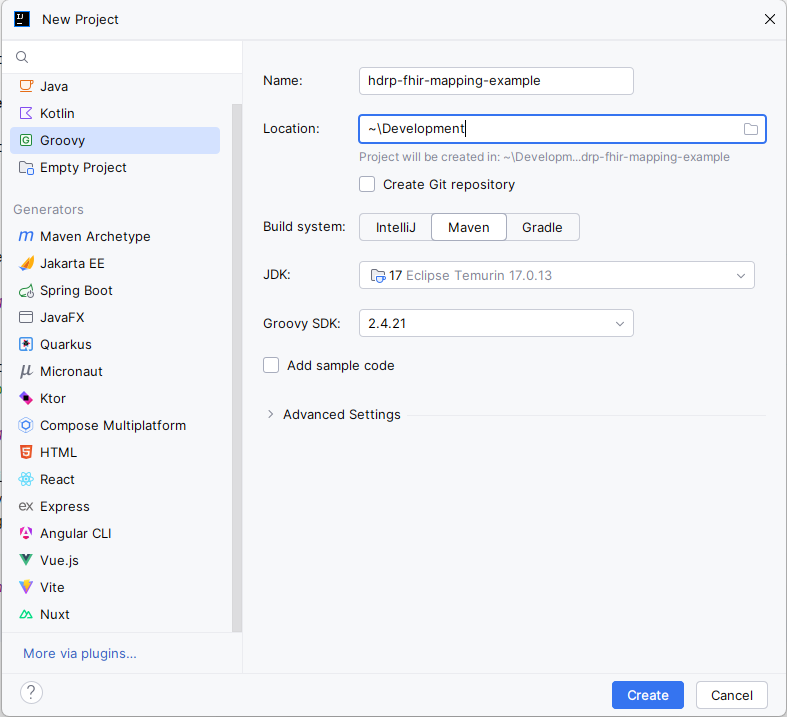 New Project
Java
Kotlin
Groovy
Empty Project
Generators
Maven Archetype
Jakarta EE
Spring Boot
JavaFX
Quarkus
Micronaut
Ktor
Compose Multiplatform
HTML
React
ex Express
Angular CLI
Vue.js
Vite
Nuxt
More via plugins...
Name: hdrp-fhir-mapping-example
Location: ~\Development
Project will be created in: ~\Developm...drp-fhir-mapping-example
Create Git repository
Build system: IntelliJ Maven Gradle
JDK: 17 Eclipse Temurin 17.0.13
Groovy SDK: 2.4.21
Add sample code
Advanced Settings
?
Create Cancel